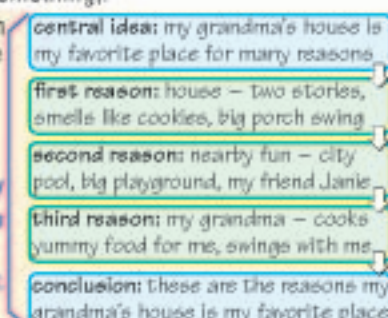 central idea: my grandma's house is
my favorite place for many reasons
first reason: house – two stories,
smells like cookies, big porch swing
second reason: nearby fun – city
pool, big playground, my friend Janie
third reason: my grandma – cooks
yummy food for me, swings with me
conclusion: these are the reasons my
grandma's house is my favorite place